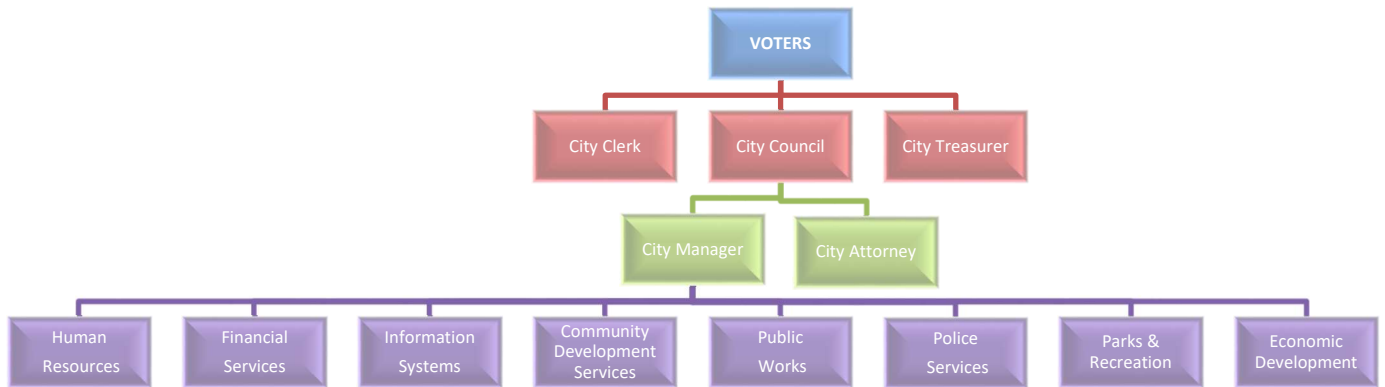 VOTERS
City Clerk
City Council
City Treasurer
City Manager
City Attorney
Human
Resources
Financial
Services
Information
Systems
Community
Development
Services
Public
Works
Police
Services
Parks &
Recreation
Economic
Development